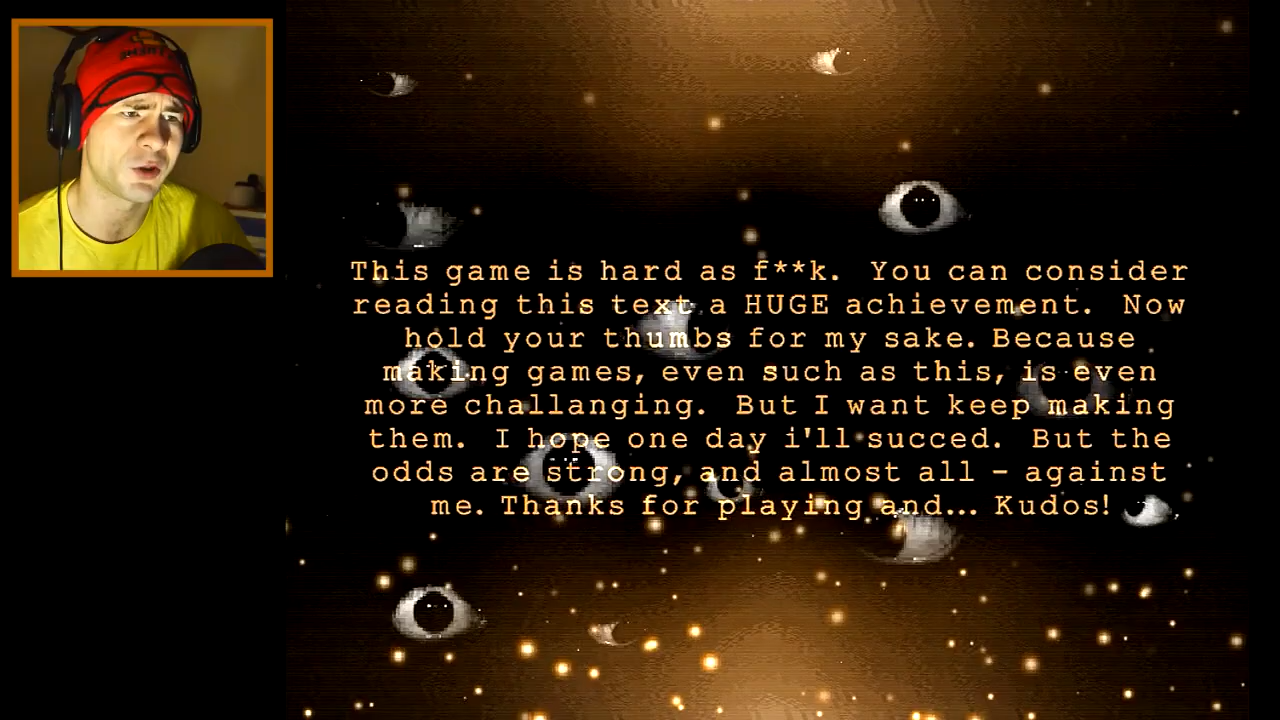 This game is hard as f**k. You can consider
reading this text a HUGE achievement. Now
hold your thumbs for my sake. Because
making games, even such as this, is even
more challanging. But I want keep making
them. I hope one day i'll succed. But the
odds are strong, and almost all - against
me. Thanks for playing and... Kudos!